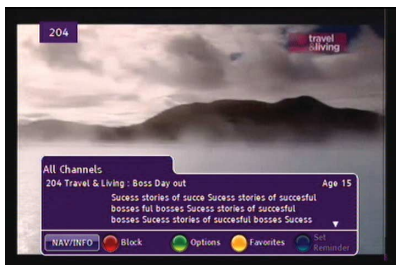 204
travel
&living
All Channels
204 Travel & Living : Boss Day out Age 15
Sucess stories of succe Sucess stories of succesful
bosses ful bosses Sucess stories of succesful
bosses Sucess stories of succesful bosses Sucess
NAV/INFO Block Options Favorites Set
Reminder